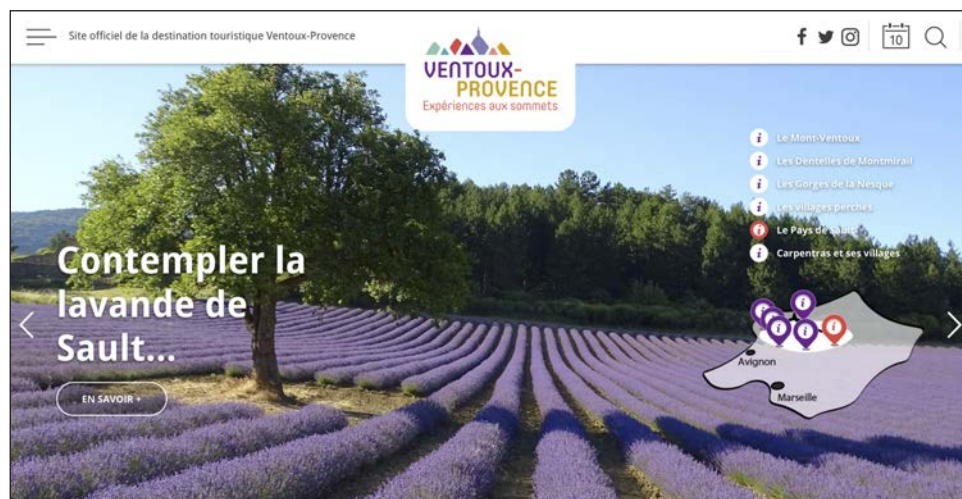 Site officiel de la destination touristique Ventoux-Provence
VENTOUX-
PROVENCE
Expériences aux sommets
10
Le Mont-Ventoux
Les Dentelles de Montmirail
Les Gorges de la Nesque
Les villages perchés
Le Pays de Sault
Carpentras et ses villages
Contempler la
lavande de
Sault...
EN SAVOIR +
Avignon
Marseille